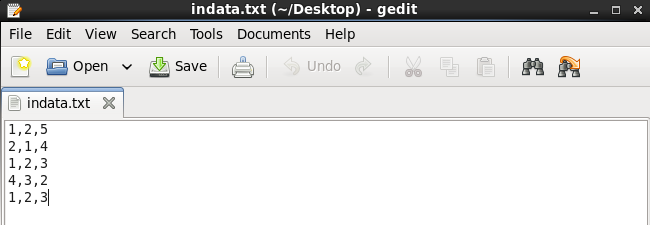 indata.txt (~/Desktop) - gedit
File Edit View Search Tools Documents Help
Open Save Undo
indata.txt
1,2,5
2,1,4
1,2,3
4,3,2
1,2,3